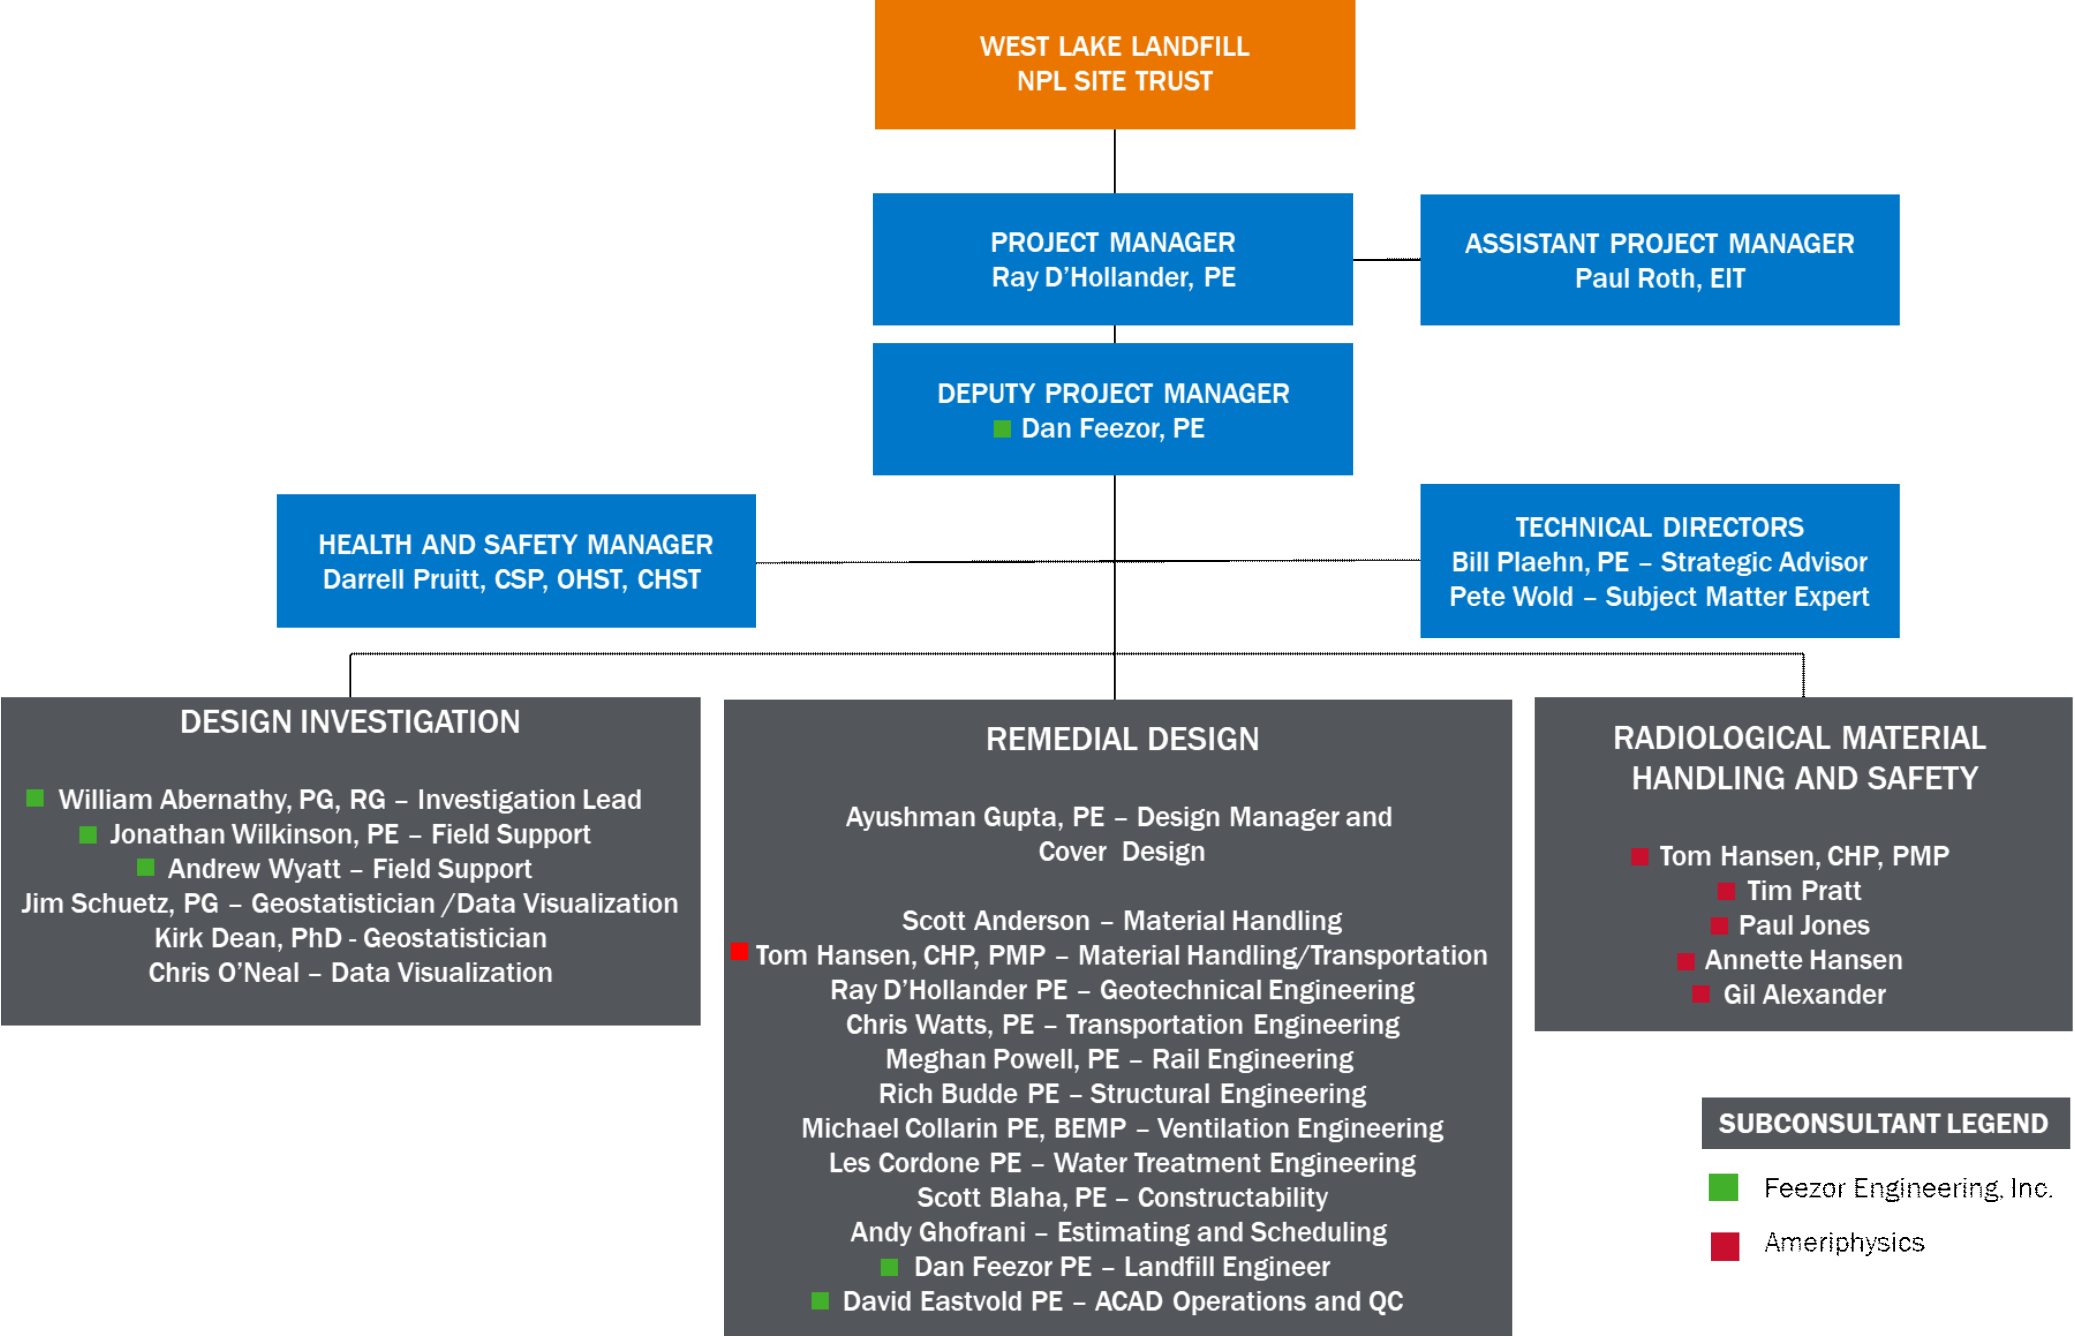 WEST LAKE LANDFILL
NPL SITE TRUST
PROJECT MANAGER
Ray D'Hollander, PE
ASSISTANT PROJECT MANAGER
Paul Roth, EIT
DEPUTY PROJECT MANAGER
Dan Feezor, PE
HEALTH AND SAFETY MANAGER
Darrell Pruitt, CSP, OHST, CHST
TECHNICAL DIRECTORS
Bill Plaehn, PE – Strategic Advisor
Pete Wold – Subject Matter Expert
DESIGN INVESTIGATION
William Abernathy, PG, RG – Investigation Lead
Jonathan Wilkinson, PE – Field Support
Andrew Wyatt – Field Support
Jim Schuetz, PG – Geostatistician /Data Visualization
Kirk Dean, PhD - Geostatistician
Chris O'Neal – Data Visualization
REMEDIAL DESIGN
Ayushman Gupta, PE – Design Manager and
Cover Design
Scott Anderson – Material Handling
Tom Hansen, CHP, PMP – Material Handling/Transportation
Ray D'Hollander PE – Geotechnical Engineering
Chris Watts, PE – Transportation Engineering
Meghan Powell, PE – Rail Engineering
Rich Budde PE – Structural Engineering
Michael Collarin PE, BEMP – Ventilation Engineering
Les Cordone PE – Water Treatment Engineering
Scott Blaha, PE – Constructability
Andy Ghofrani – Estimating and Scheduling
Dan Feezor PE – Landfill Engineer
David Eastvold PE – ACAD Operations and QC
RADIOLOGICAL MATERIAL
HANDLING AND SAFETY
Tom Hansen, CHP, PMP
Tim Pratt
Paul Jones
Annette Hansen
Gil Alexander
SUBCONSULTANT LEGEND
Feezor Engineering, Inc.
Ameriphysics